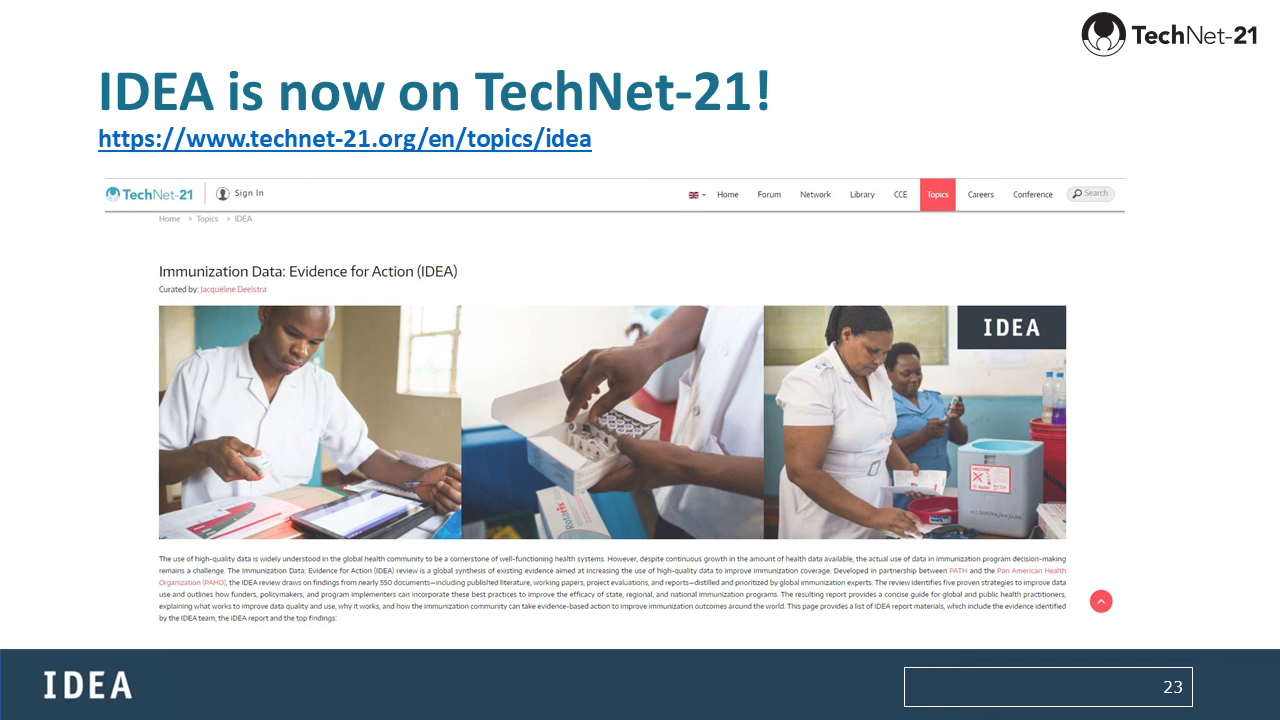 TechNet-21
IDEA is now on TechNet-21!
https://www.technet-21.org/en/topics/idea
TechNet-21 Sign In Home Forum Network Library CCE Topics Careers Conference Search
Home > Topics > IDEA
Immunization Data: Evidence for Action (IDEA)
Curated by: Jacqueline Deelstra
IDEA
Rotarix
The use of high-quality data is widely understood in the global health community to be a cornerstone of well-functioning health systems. However, despite continuous growth in the amount of health data available, the actual use of data in immunization program decision-making
remains a challenge. The Immunization Data: Evidence for Action (IDEA) review is a global synthesis of existing evidence aimed at increasing the use of high-quality data to improve immunization coverage. Developed in partnership between PATH and the Pan American Health
Organization (PAHO), the IDEA review draws on findings from nearly 550 documents—including published literature, working papers, project evaluations, and reports—distilled and prioritized by global immunization experts. The review identifies five proven strategies to improve data
use and outlines how funders, policymakers, and program implementers can incorporate these best practices to improve the efficacy of state, regional, and national immunization programs. The resulting report provides a concise guide for global and public health practitioners,
explaining what works to improve data quality and use, why it works, and how the immunization community can take evidence-based action to improve immunization outcomes around the world. This page provides a list of IDEA report materials, which include the evidence identified
by the IDEA team, the IDEA report and the top findings:
IDEA
23